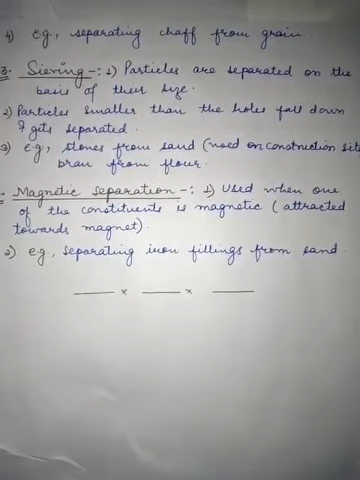 4) eg., separating chaff from grain.
3. Sieving -: 1) Particles are separated on the
basis of their size.
2) Particles smaller than the holes fall down
& gets separated.
3) e.g., stones from sand (used on construction site
bran from flour.
Magnetic Separation -: 1) Used when one
of the constituents is magnetic (attracted
towards magnet).
2) e.g., separating iron fillings from sand.